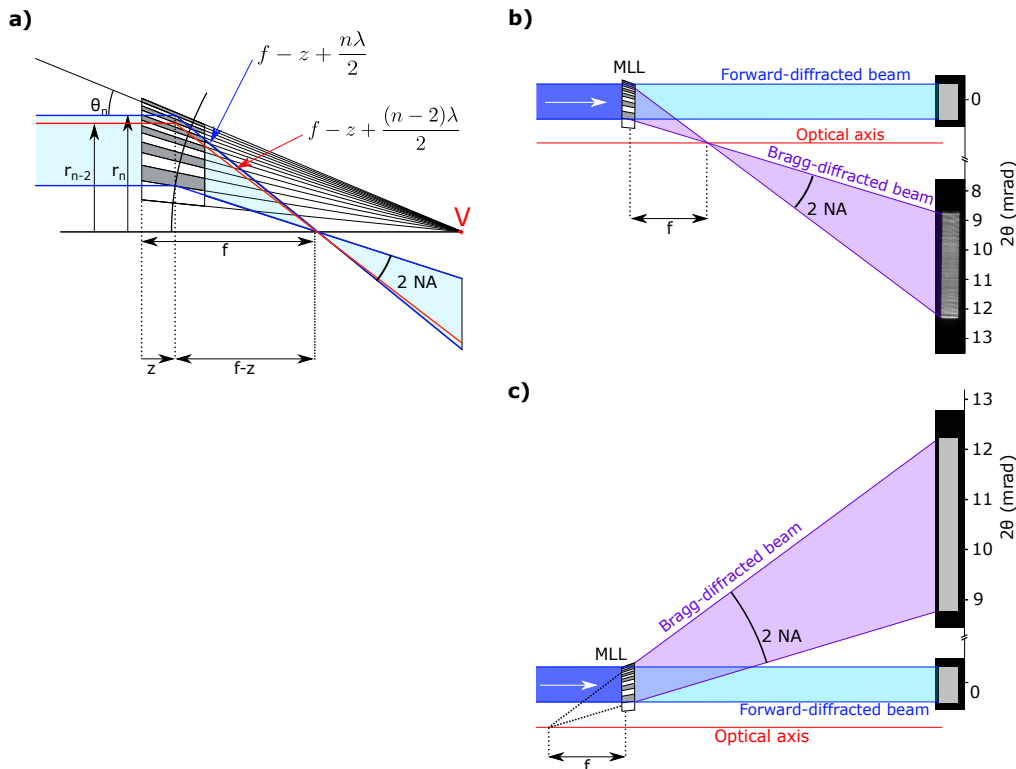 a)
f − z + nλ/2
f − z + (n − 2)λ/2
θn
rn-2
rn
V
f
2 NA
z
f-z
b)
MLL
Forward-diffracted beam
0
Optical axis
Bragg-diffracted beam
2 NA
f
8
9
10
11
12
13
2θ (mrad)
c)
13
12
11
10
9
0
2θ (mrad)
Bragg-diffracted beam
2 NA
MLL
Forward-diffracted beam
Optical axis
f